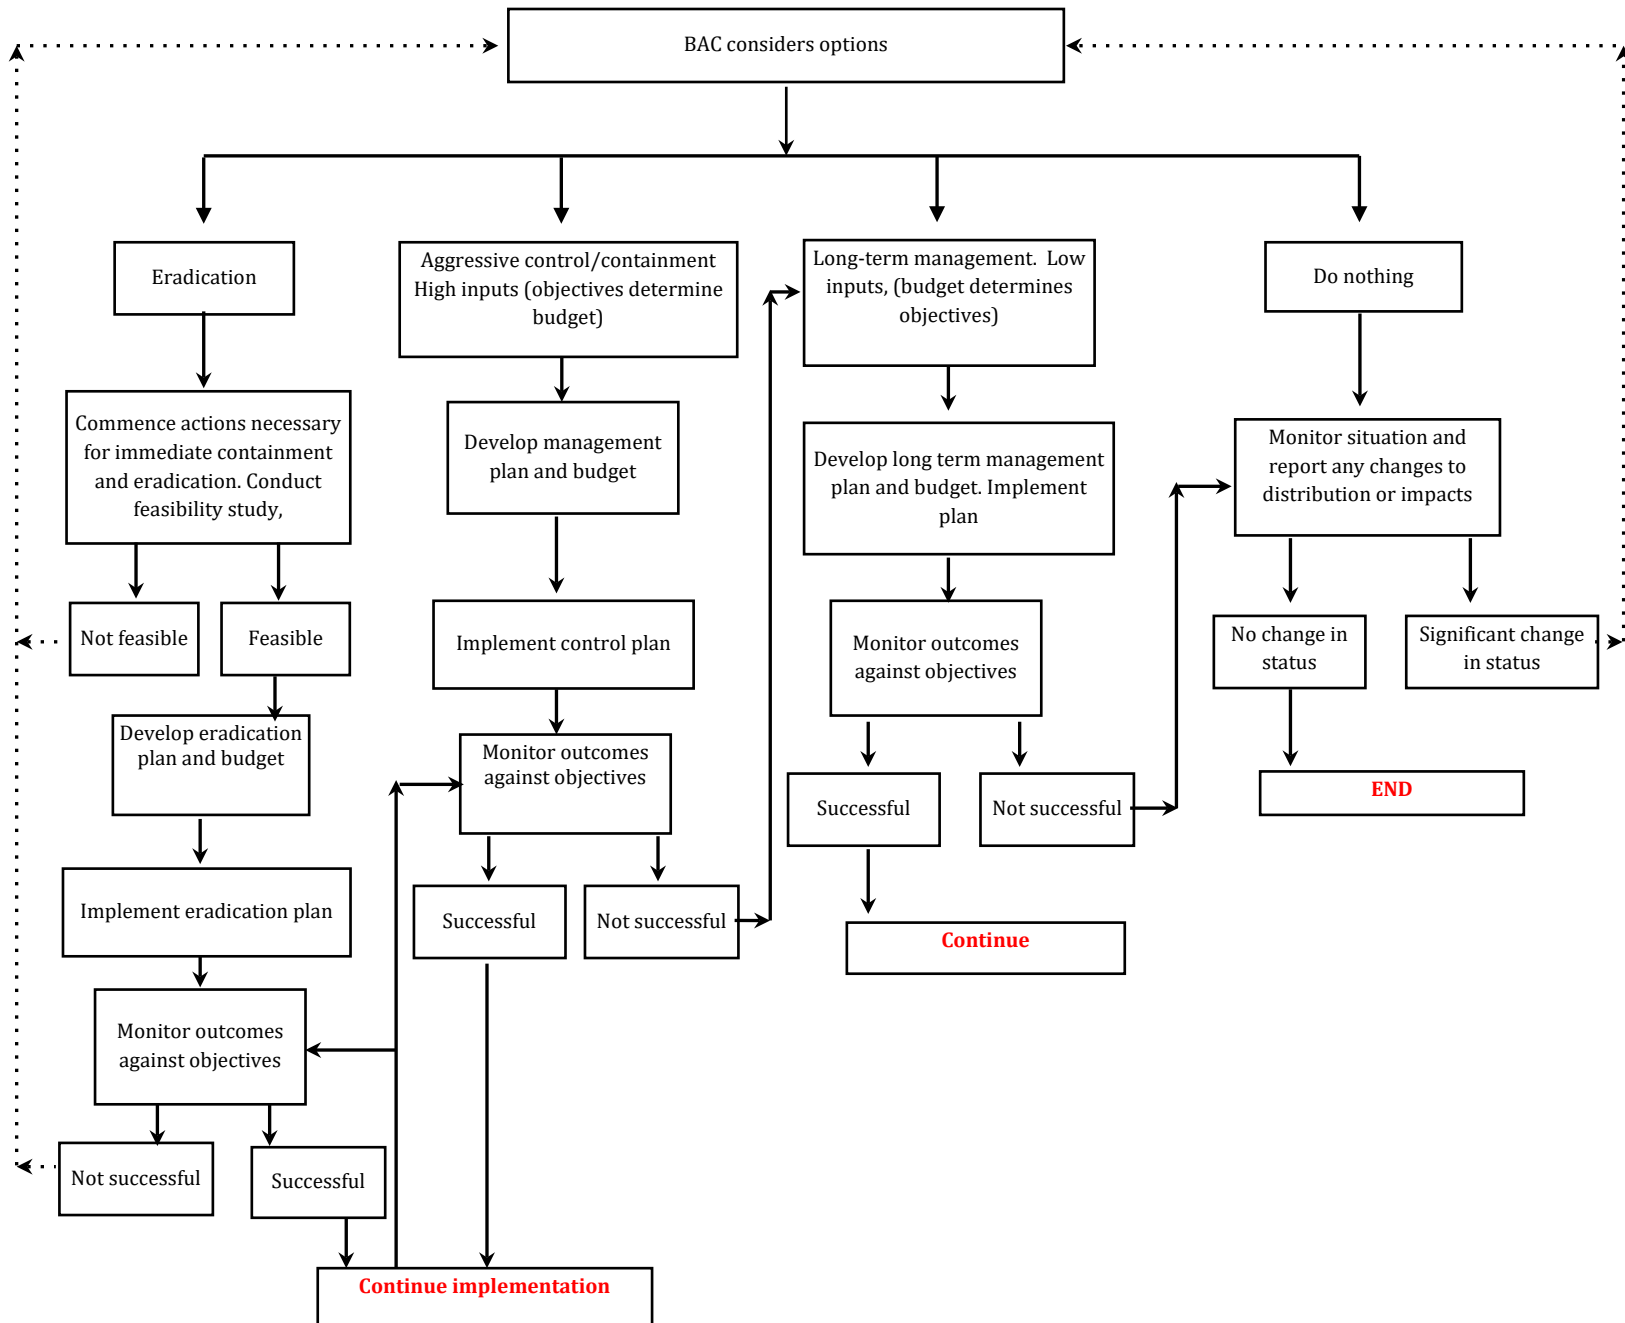 BAC considers options
Eradication
Aggressive control/containment
High inputs (objectives determine
budget)
Long-term management.  Low
inputs, (budget determines
objectives)
Do nothing
Commence actions necessary
for immediate containment
and eradication. Conduct
feasibility study,
Develop management
plan and budget
Develop long term management
plan and budget. Implement
plan
Monitor situation and
report any changes to
distribution or impacts
Not feasible
Feasible
Implement control plan
Monitor outcomes
against objectives
No change in
status
Significant change
in status
Develop eradication
plan and budget
Monitor outcomes
against objectives
Successful
Not successful
END
Implement eradication plan
Successful
Not successful
Continue
Monitor outcomes
against objectives
Not successful
Successful
Continue implementation